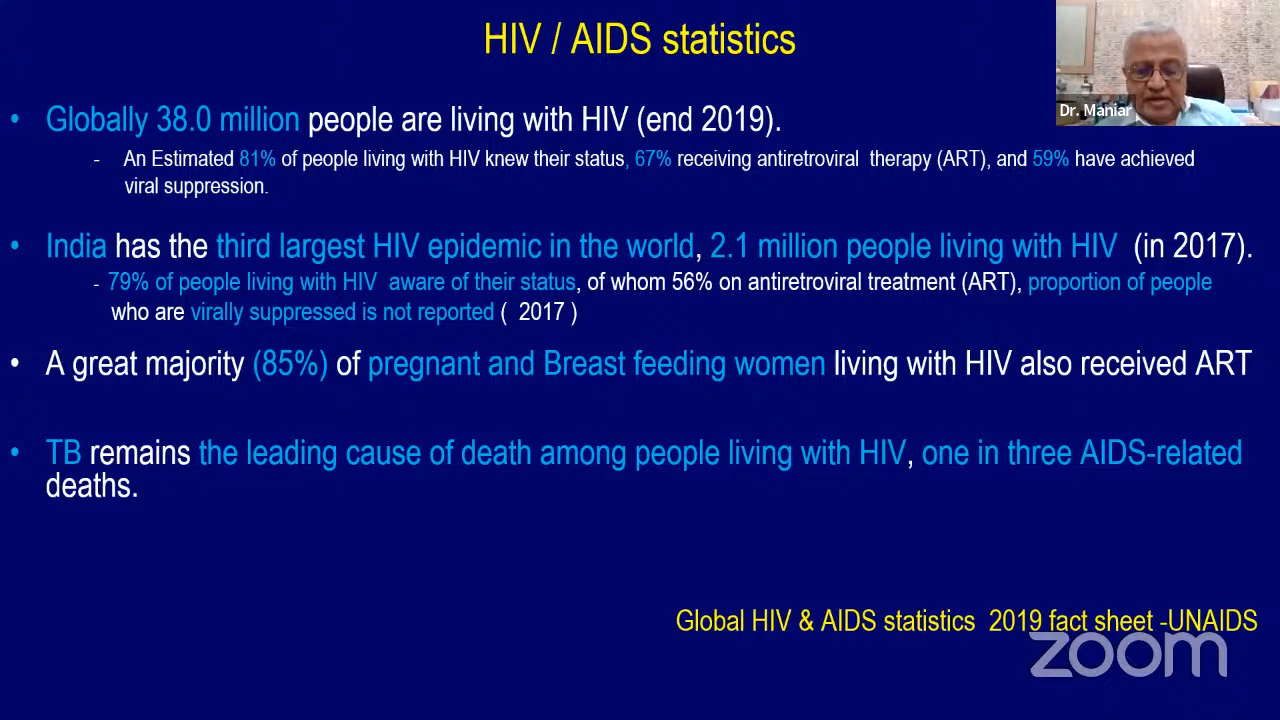 HIV / AIDS statistics
Dr. Maniar
• Globally 38.0 million people are living with HIV (end 2019).
- An Estimated 81% of people living with HIV knew their status, 67% receiving antiretroviral therapy (ART), and 59% have achieved
viral suppression.
• India has the third largest HIV epidemic in the world, 2.1 million people living with HIV (in 2017).
- 79% of people living with HIV aware of their status, of whom 56% on antiretroviral treatment (ART), proportion of people
who are virally suppressed is not reported ( 2017 )
• A great majority (85%) of pregnant and Breast feeding women living with HIV also received ART
• TB remains the leading cause of death among people living with HIV, one in three AIDS-related
deaths.
Global HIV & AIDS statistics 2019 fact sheet -UNAIDS
zoom